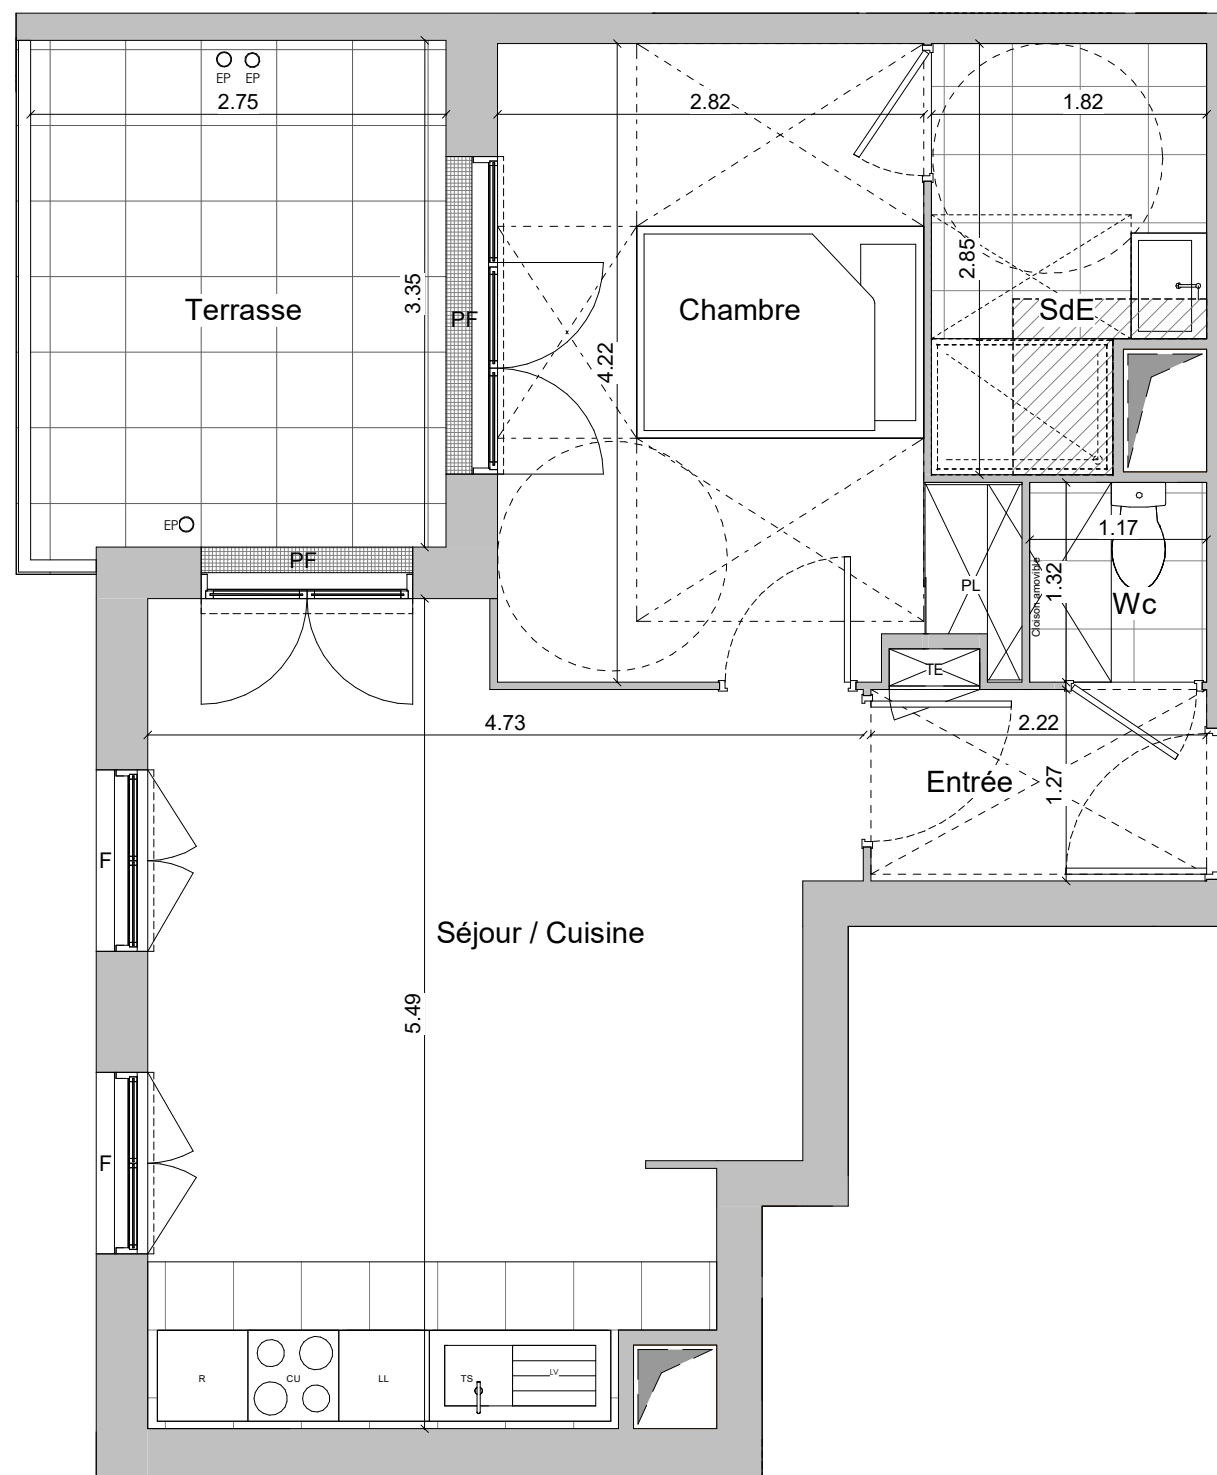 EP EP
2.75
2.82
1.82
3.35
Terrasse
PF
4.22
Chambre
2.85
SdE
EP
PF
PL
Cloison amovible
1.32
1.17
Wc
TE
4.73
2.22
Entrée
1.27
F
Séjour / Cuisine
5.49
F
R
CU
LL
TS
LV